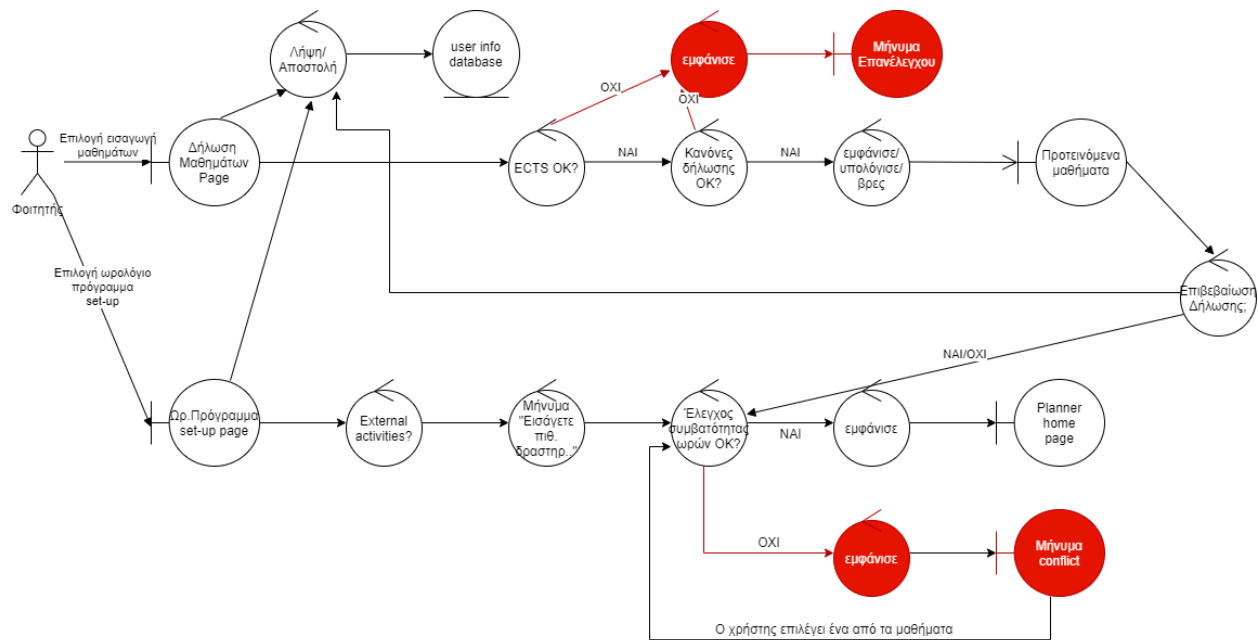 Λήψη/
Αποστολή
user info
database
εμφάνισε
Μήνυμα
Επανέλεγχου
ΟΧΙ
ΟΧΙ
Φοιτητής
Επιλογή εισαγωγή
μαθημάτων
Δήλωση
Μαθημάτων
Page
ECTS OK?
ΝΑΙ
Κανόνες
δήλωσης
OK?
ΝΑΙ
εμφάνισε/
υπολόγισε/
βρες
Προτεινόμενα
μαθήματα
Επιβεβαίωση
Δήλωσης;
Επιλογή ωρολόγιο
πρόγραμμα
set-up
ΝΑΙ/ΟΧΙ
Ωρ.Πρόγραμμα
set-up page
External
activities?
Μήνυμα
"Εισάγετε
πιθ.
δραστηρ.."
Έλεγχος
συμβατότητας
ωρών OK?
ΝΑΙ
εμφάνισε
Planner
home
page
ΟΧΙ
εμφάνισε
Μήνυμα
conflict
Ο χρήστης επιλέγει ένα από τα μαθήματα